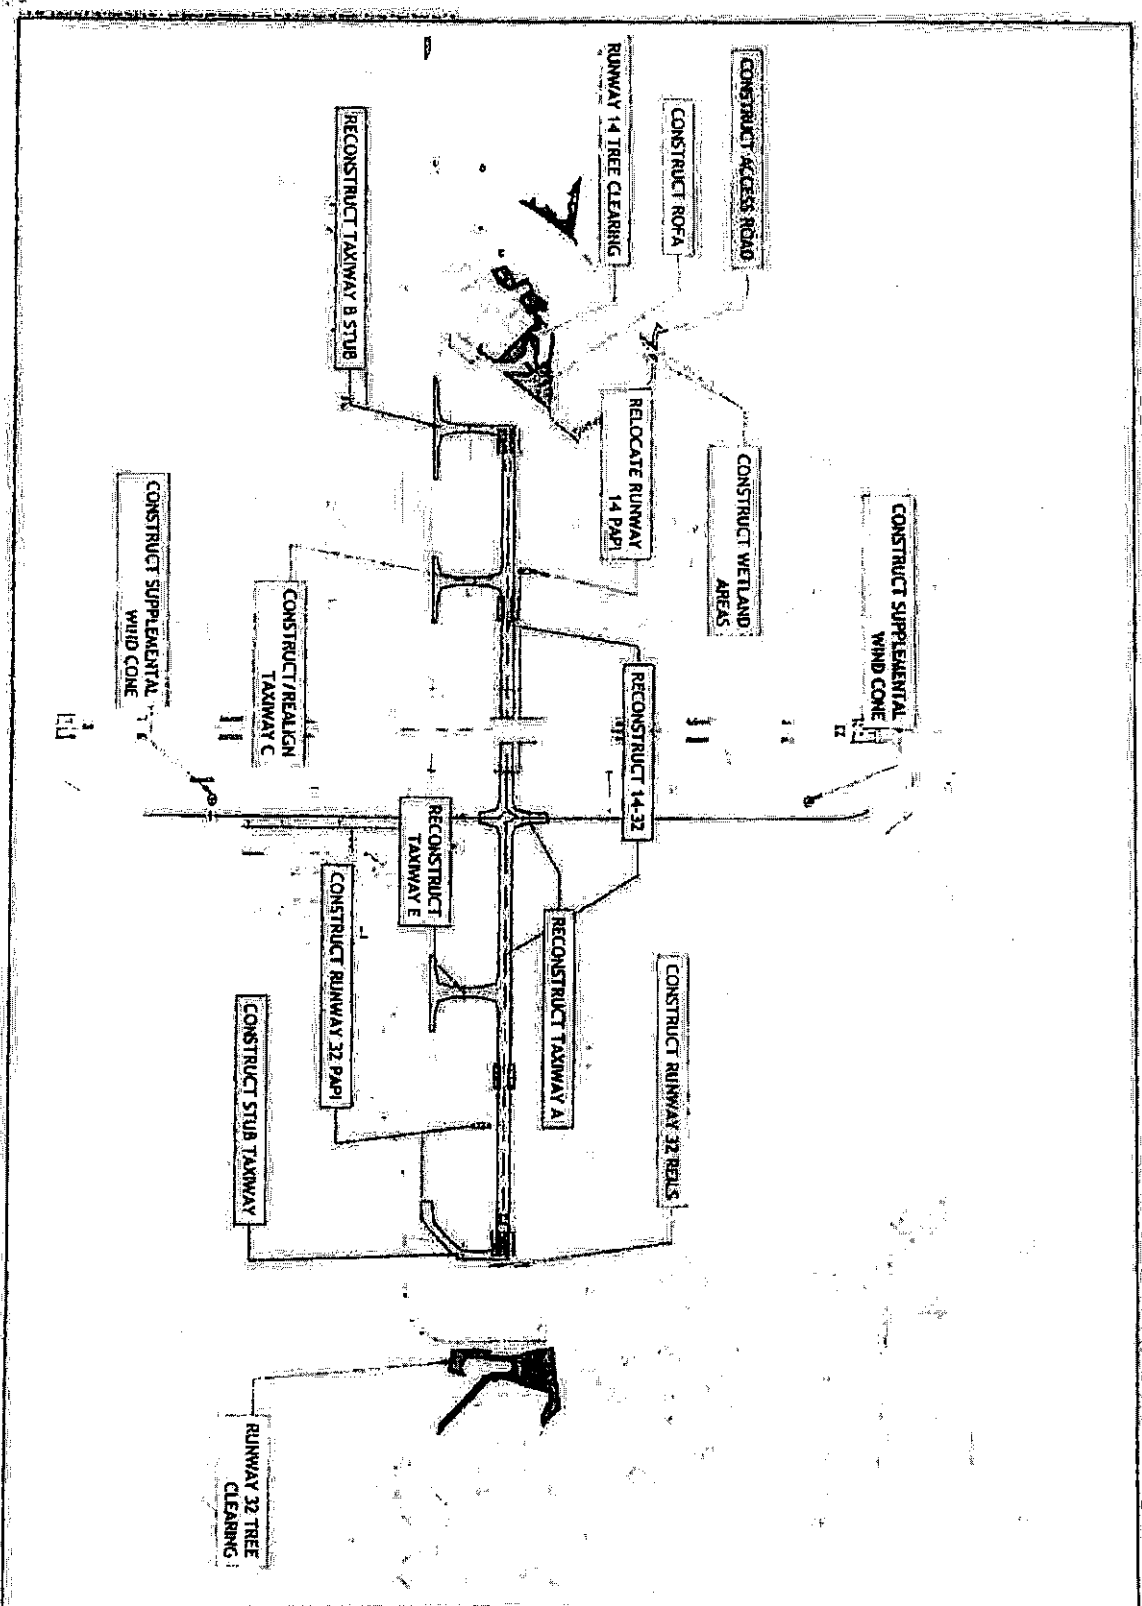 CONSTRUCT ACCESS ROAD
CONSTRUCT ROFA
RUNWAY 14 TREE CLEARING
RECONSTRUCT TAXIWAY B STUB
CONSTRUCT SUPPLEMENTAL
WIND CONE
CONSTRUCT WETLAND
AREAS
RELOCATE RUNWAY
14 PAPI
CONSTRUCT/REALIGN
TAXIWAY C
CONSTRUCT SUPPLEMENTAL
WIND CONE
RECONSTRUCT 14-32
RECONSTRUCT
TAXIWAY E
RECONSTRUCT TAXIWAY A
CONSTRUCT RUNWAY 32 PAPI
CONSTRUCT RUNWAY 32 REILS
CONSTRUCT STUB TAXIWAY
RUNWAY 32 TREE
CLEARING